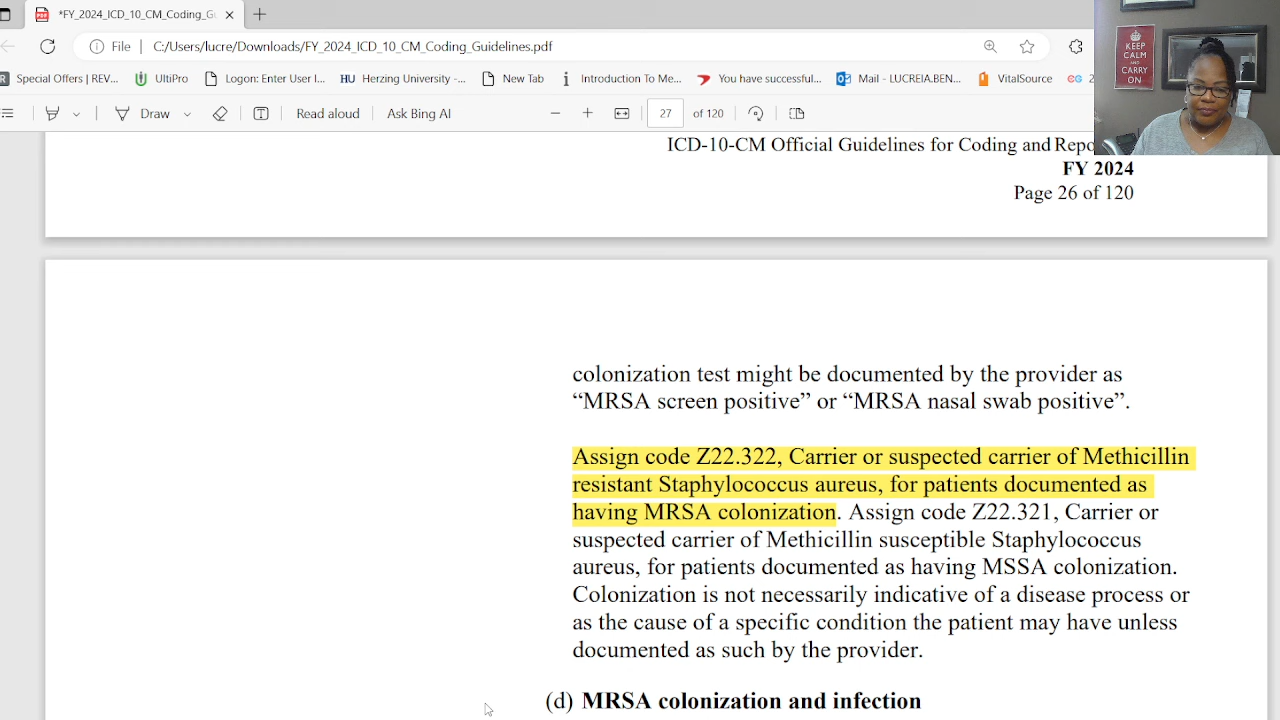 *FY_2024_ICD_10_CM_Coding_Gu
File C:/Users/lucre/Downloads/FY_2024_ICD_10_CM_Coding_Guidelines.pdf
Special Offers | REV... UltiPro Logon: Enter User I... HU Herzing University -... New Tab Introduction To Me... You have successful... Mail - LUCREIA.BEN... VitalSource
Draw Read aloud Ask Bing AI 27 of 120
KEEP
CALM
AND
CARRY
ON
ICD-10-CM Official Guidelines for Coding and Repo
FY 2024
Page 26 of 120
colonization test might be documented by the provider as
“MRSA screen positive” or “MRSA nasal swab positive”.
Assign code Z22.322, Carrier or suspected carrier of Methicillin
resistant Staphylococcus aureus, for patients documented as
having MRSA colonization. Assign code Z22.321, Carrier or
suspected carrier of Methicillin susceptible Staphylococcus
aureus, for patients documented as having MSSA colonization.
Colonization is not necessarily indicative of a disease process or
as the cause of a specific condition the patient may have unless
documented as such by the provider.
(d) MRSA colonization and infection